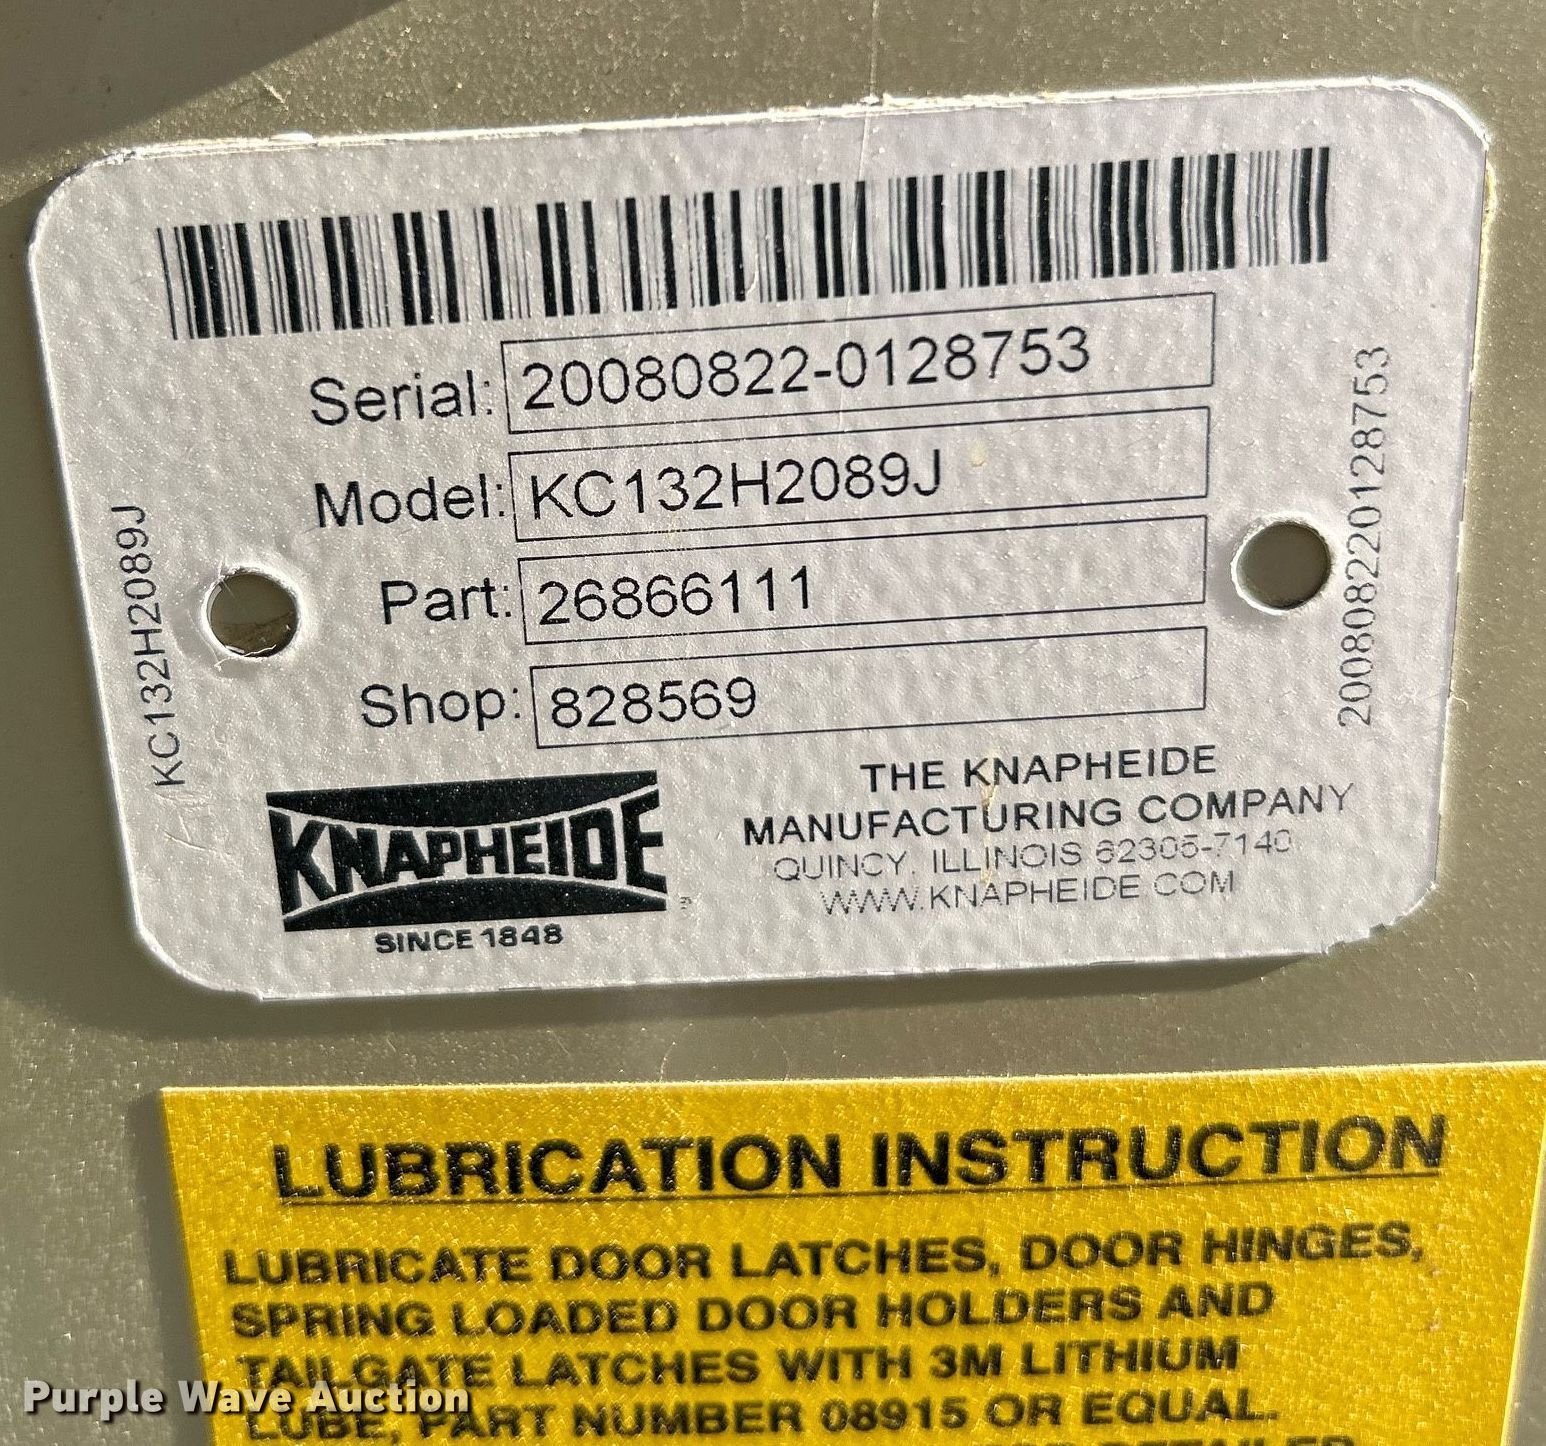 Serial: 20080822-0128753
Model: KC132H2089J
Part: 26866111
Shop: 828569
KC132H2089J
200808220128753
KNAPHEIDE
SINCE 1848
THE KNAPHEIDE
MANUFACTURING COMPANY
QUINCY, ILLINOIS 62305-7140
WWW.KNAPHEIDE.COM
LUBRICATION INSTRUCTION
LUBRICATE DOOR LATCHES, DOOR HINGES,
SPRING LOADED DOOR HOLDERS AND
TAILGATE LATCHES WITH 3M LITHIUM
LUBE, PART NUMBER 08915 OR EQUAL.
Purple Wave Auction